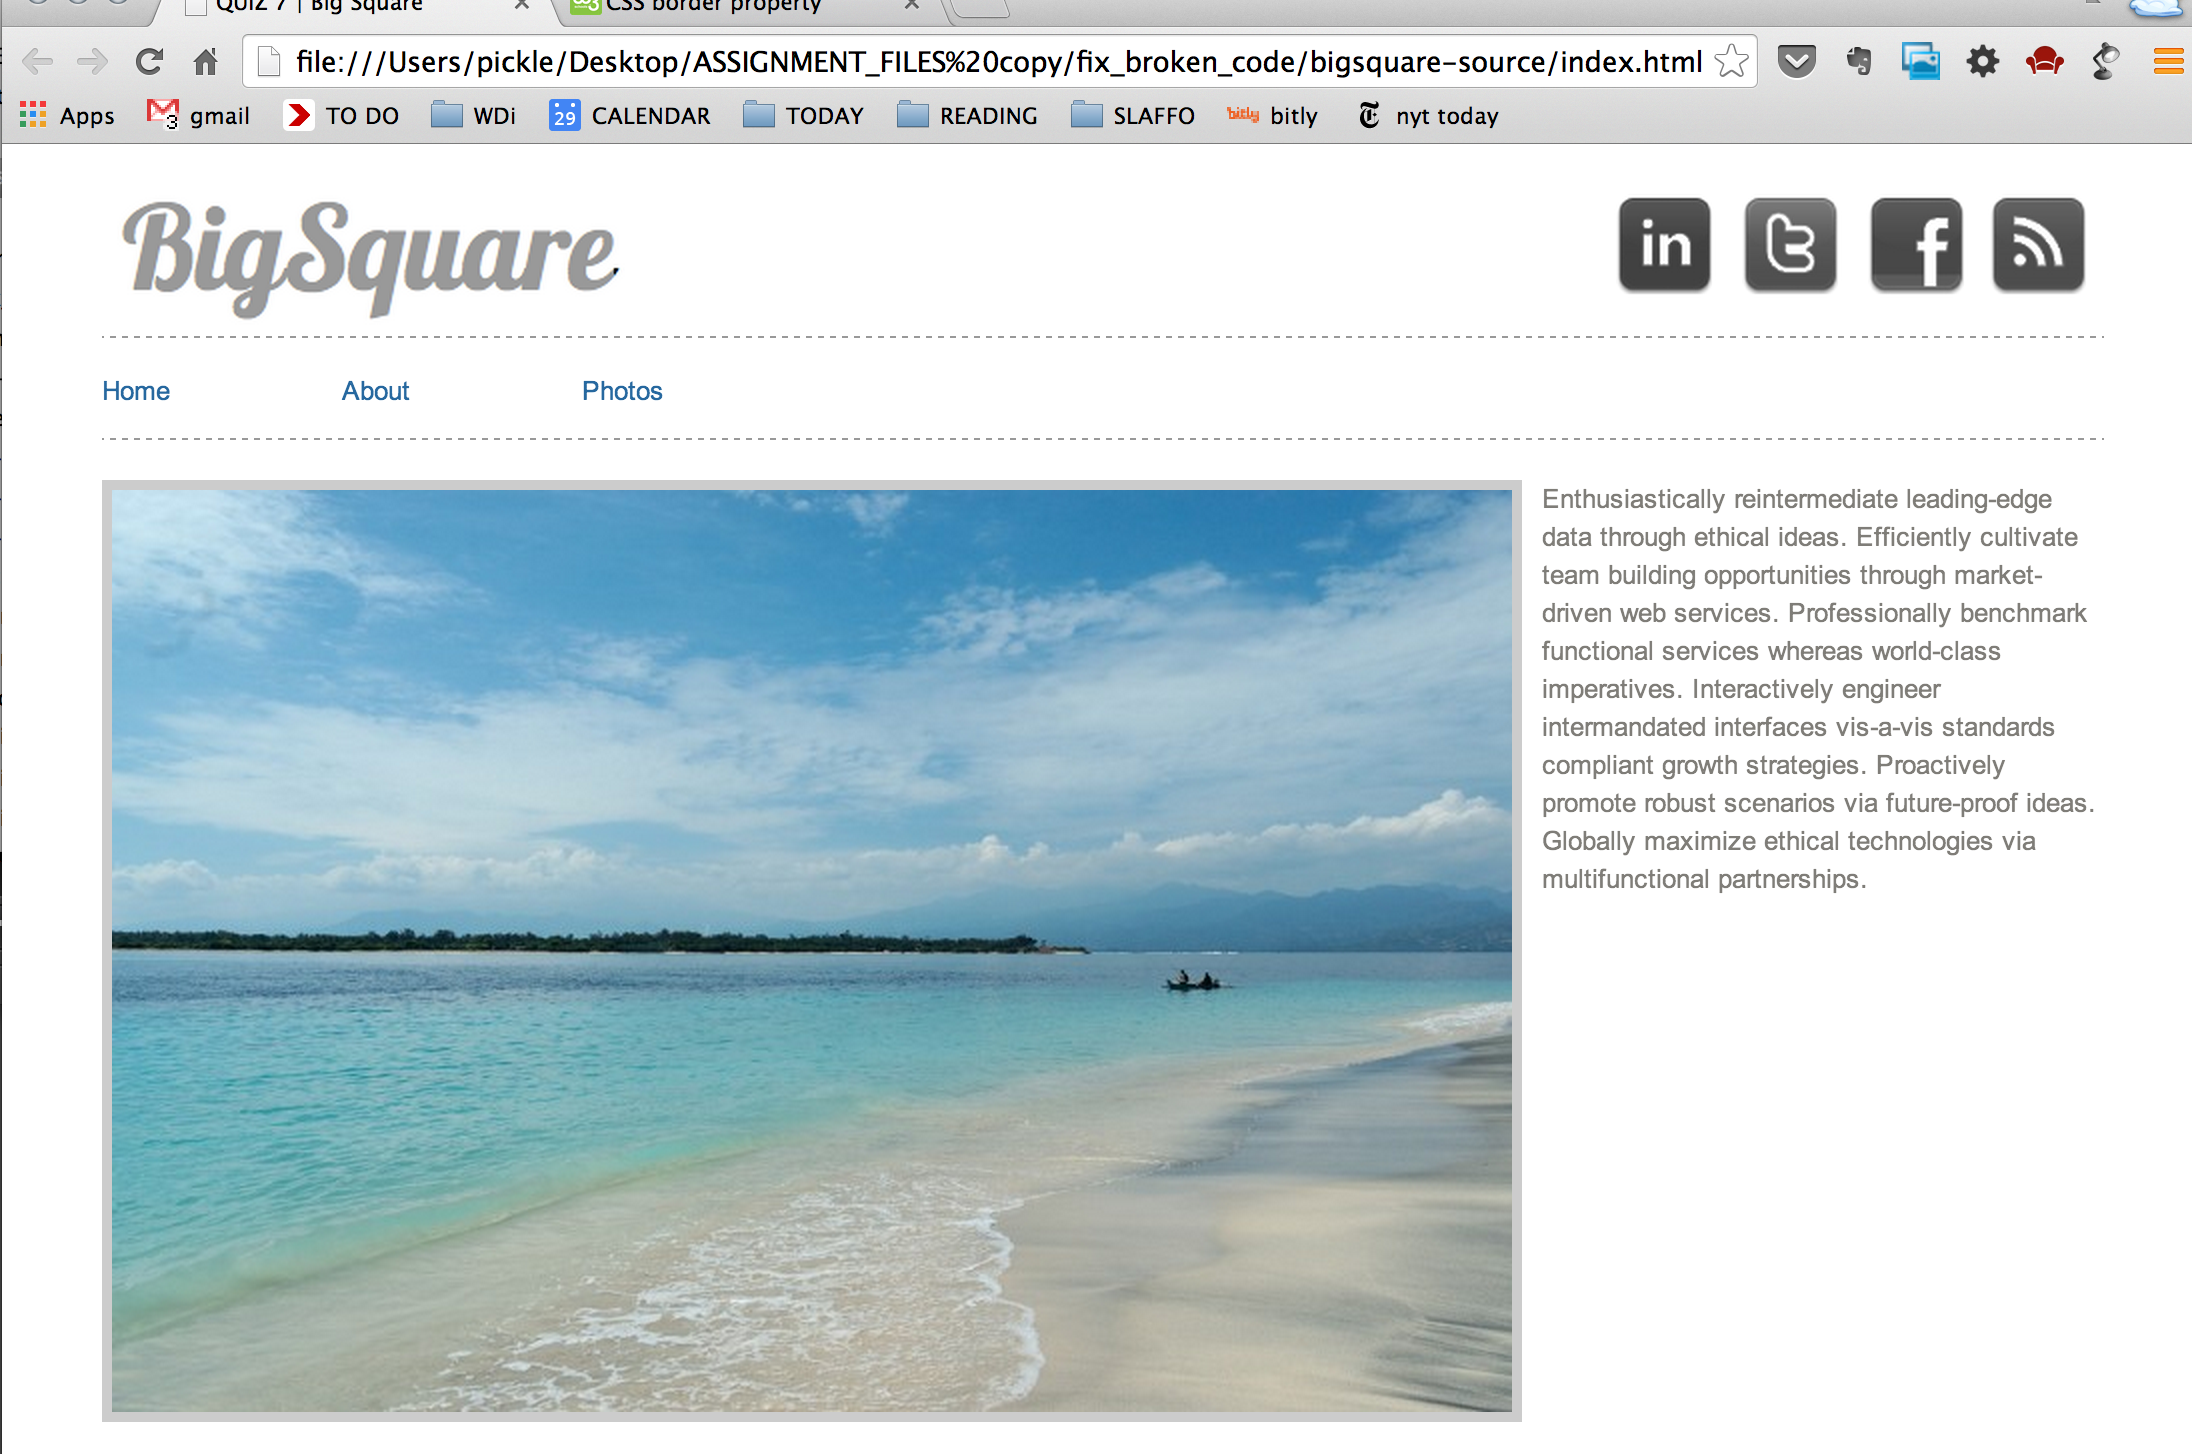 QUIZ 7 | Big Square
CSS border property
file:///Users/pickle/Desktop/ASSIGNMENT_FILES%20copy/fix_broken_code/bigsquare-source/index.html
Apps 3 gmail TO DO WDi 29 CALENDAR TODAY READING SLAFFO bitly bitly T nyt today
BigSquare
in t f
Home About Photos
Enthusiastically reintermediate leading-edge
data through ethical ideas. Efficiently cultivate
team building opportunities through market-
driven web services. Professionally benchmark
functional services whereas world-class
imperatives. Interactively engineer
intermandated interfaces vis-a-vis standards
compliant growth strategies. Proactively
promote robust scenarios via future-proof ideas.
Globally maximize ethical technologies via
multifunctional partnerships.